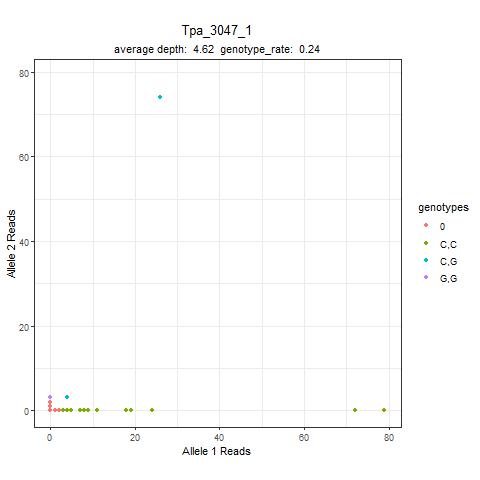 Tpa_3047_1
average depth:  4.62  genotype_rate:  0.24
80
60
40
20
0
Allele 2 Reads
0 20 40 60 80
Allele 1 Reads
genotypes
0
C,C
C,G
G,G